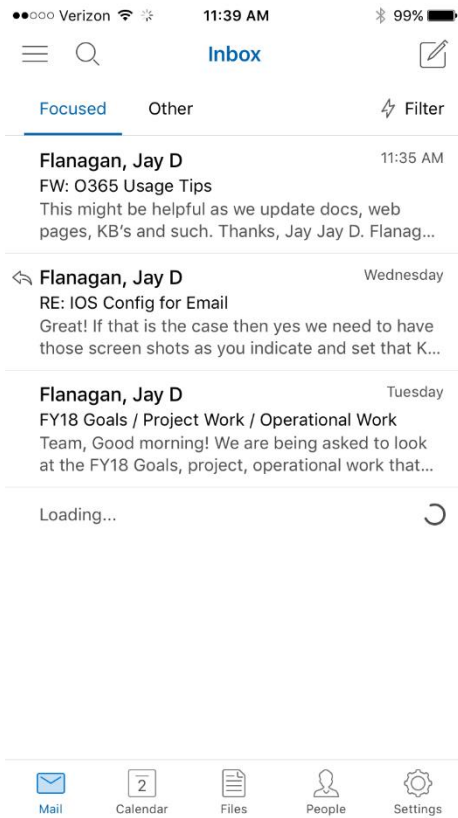 Verizon 11:39 AM 99%
Inbox
Focused Other Filter
Flanagan, Jay D 11:35 AM
FW: O365 Usage Tips
This might be helpful as we update docs, web
pages, KB's and such. Thanks, Jay Jay D. Flanag...
Flanagan, Jay D Wednesday
RE: IOS Config for Email
Great! If that is the case then yes we need to have
those screen shots as you indicate and set that K...
Flanagan, Jay D Tuesday
FY18 Goals / Project Work / Operational Work
Team, Good morning! We are being asked to look
at the FY18 Goals, project, operational work that...
Loading...
2
Mail Calendar Files People Settings